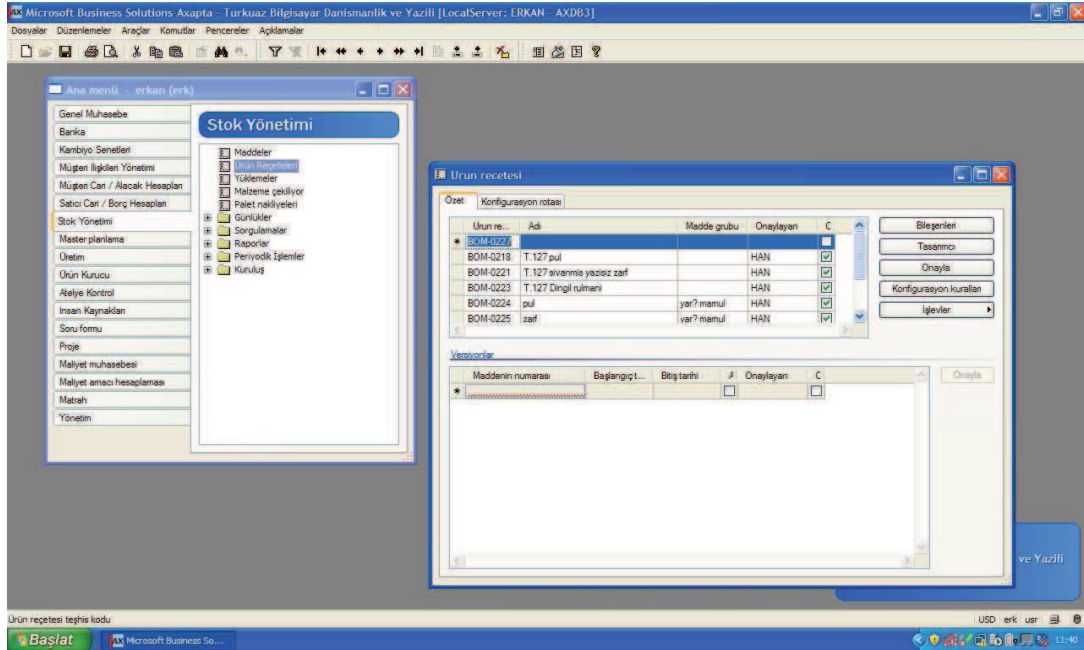 Microsoft Business Solutions-Axapta - Turkuaz Bilgisayar Danismanlik ve Yazili [LocalServer: ERKAN - AXDB3]
Dosyalar Düzenlemeler Araçlar Komutlar Pencereler Açıklamalar
Ana menü - erkan (erk)
Genel Muhasebe
Banka
Kambiyo Senetleri
Müşteri İlişkileri Yönetimi
Müşteri Cari / Alacak Hesapları
Satıcı Cari / Borç Hesapları
Stok Yönetimi
Master planlama
Üretim
Ürün Kurucu
Atelye Kontrol
İnsan Kaynakları
Soru formu
Proje
Maliyet muhasebesi
Maliyet amacı hesaplaması
Matrah
Yönetim
Stok Yönetimi
Maddeler
Ürün Reçeteleri
Yüklemeler
Malzeme çekiliyor
Palet nakliyeleri
Günlükler
Sorgulamalar
Raporlar
Periyodik İşlemler
Kuruluş
Urun recetesi
Özet Konfigurasyon rotası
Urun re... Adı Madde grubu Onaylayan C
BOM-0227
BOM-0218 T.127 pul HAN
BOM-0221 T.127 sivanmis yazisiz zarf HAN
BOM-0223 T.127 Dingil rulmani HAN
BOM-0224 pul yar? mamul HAN
BOM-0225 zarf yar? mamul HAN
Bileşenleri
Tasarımcı
Onayla
Konfigurasyon kuralları
İşlevler
Versiyonlar
Maddenin numarası Başlangıç t... Bitiş tarihi A Onaylayan C
Onayla
ve Yazili
Ürün reçetesi teşhis kodu
USD erk usr
Başlat
Microsoft Business So...
11:40